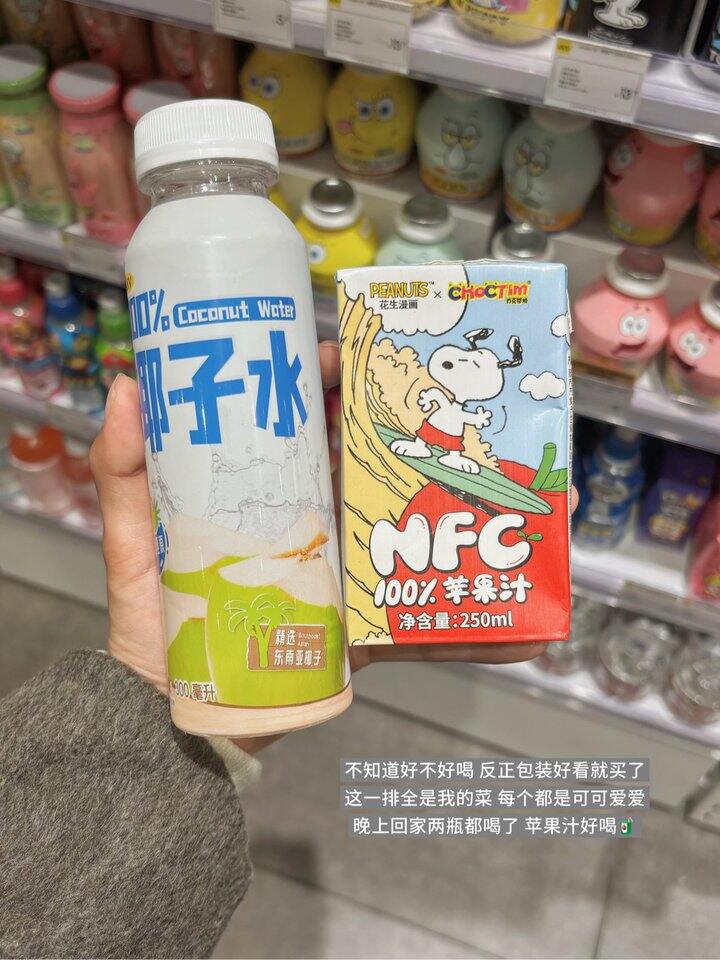 100% Coconut Water
椰子水
精选 Southeast Asian
东南亚椰子
300毫升
PEANUTS™ × CHOCTIM
花生漫画
NFC
100%苹果汁
净含量:250ml
不知道好不好喝 反正包装好看就买了
这一排全是我的菜 每个都是可可爱爱
晚上回家两瓶都喝了 苹果汁好喝🧃